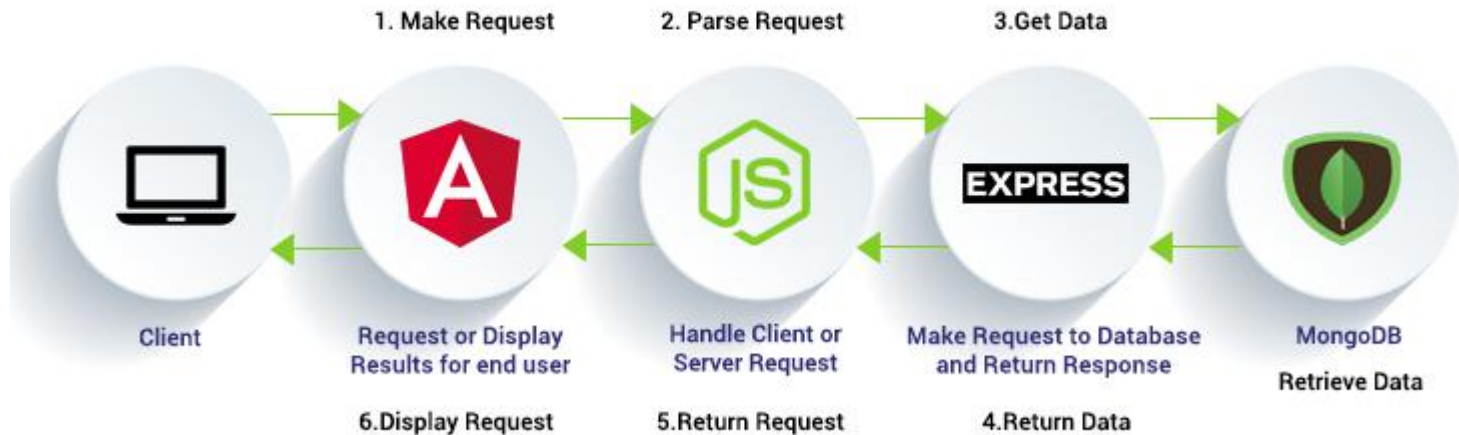 1. Make Request
2. Parse Request
3.Get Data
A
JS
EXPRESS
Client
Request or Display
Results for end user
Handle Client or
Server Request
Make Request to Database
and Return Response
MongoDB
Retrieve Data
6.Display Request
5.Return Request
4.Return Data